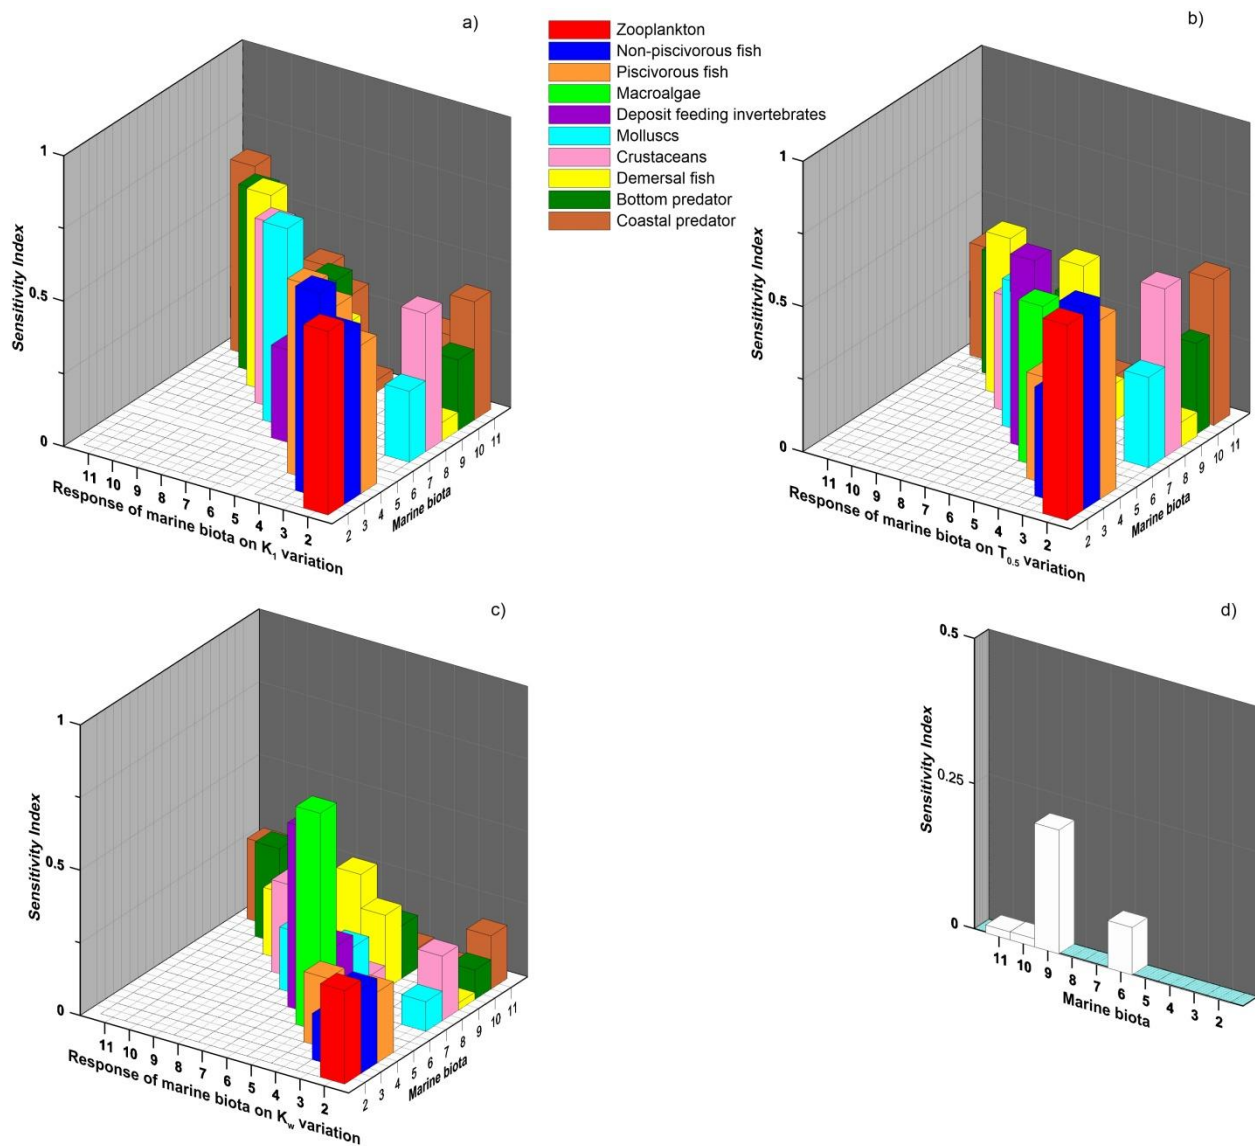 a)
1
0.5
0
Sensitivity Index
11 10 9 8 7 6 5 4 3 2
Response of marine biota on K1 variation
2 3 4 5 6 7 8 9 10 11
Marine biota
Zooplankton
Non-piscivorous fish
Piscivorous fish
Macroalgae
Deposit feeding invertebrates
Molluscs
Crustaceans
Demersal fish
Bottom predator
Coastal predator
b)
1
0.5
0
Sensititvity Index
11 10 9 8 7 6 5 4 3 2
Response of marine biota on T0.5 variation
2 3 4 5 6 7 8 9 10 11
Marine biota
c)
1
0.5
0
Sensitivity Index
11 10 9 8 7 6 5 4 3 2
Response of marine biota on Kw variation
2 3 4 5 6 7 8 9 10 11
Marine biota
d)
0.5
0.25
0
Sensitivity Index
11 10 9 8 7 6 5 4 3 2
Marine biota